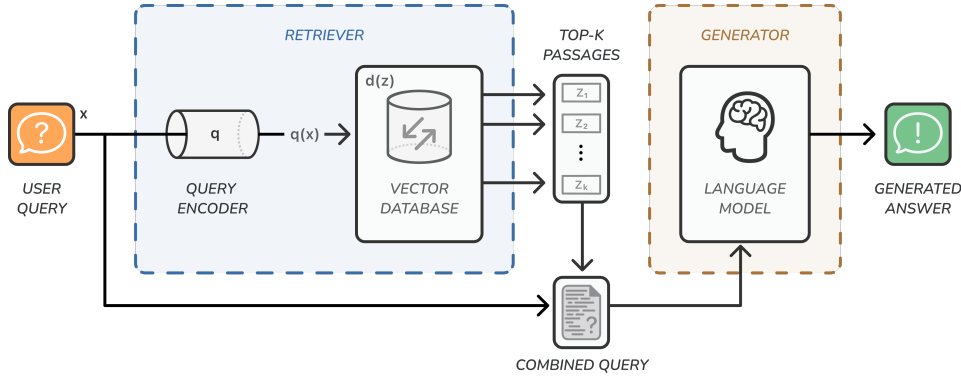 RETRIEVER
TOP-K
PASSAGES
GENERATOR
x
?
USER
QUERY
q
QUERY
ENCODER
q(x)
d(z)
VECTOR
DATABASE
z₁
z₂
⋮
zₖ
LANGUAGE
MODEL
!
GENERATED
ANSWER
?
COMBINED QUERY